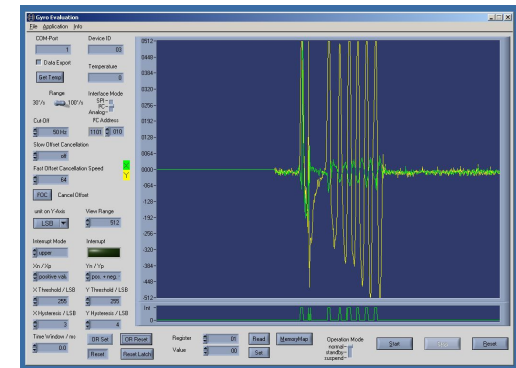 Gyro Evaluation
File Application Info
COM-Port Device ID
1 03
Data Export Temperature
Get Temp 0
Range Interface Mode
30°/s 100°/s SPI
I²C
Analog
Cut Off I²C Address
50 Hz 1101 010
Slow Offset Cancellation
off
Fast Offset Cancellation Speed
64
FOC Cancel Offset
X
Y
unit on Y-Axis View Range
LSB 512
Interrupt Mode Interrupt
upper
Xn / Xp Yn / Yp
positive val. pos. + neg.
X Threshold / LSB Y Threshold / LSB
255 255
X Hysteresis / LSB Y Hysteresis / LSB
3 4
Time Window / ms
0.0
OR Set OR Reset
Reset Reset Latch
0512
0448
0384
0320
0256
0192
0128
0064
0000
-064
-128
-192
-256
-320
-384
-448
-512
Int
0
Register 01 Read MemoryMap
Value 00 Set
Operation Mode
normal
standby
suspend
Start Reset